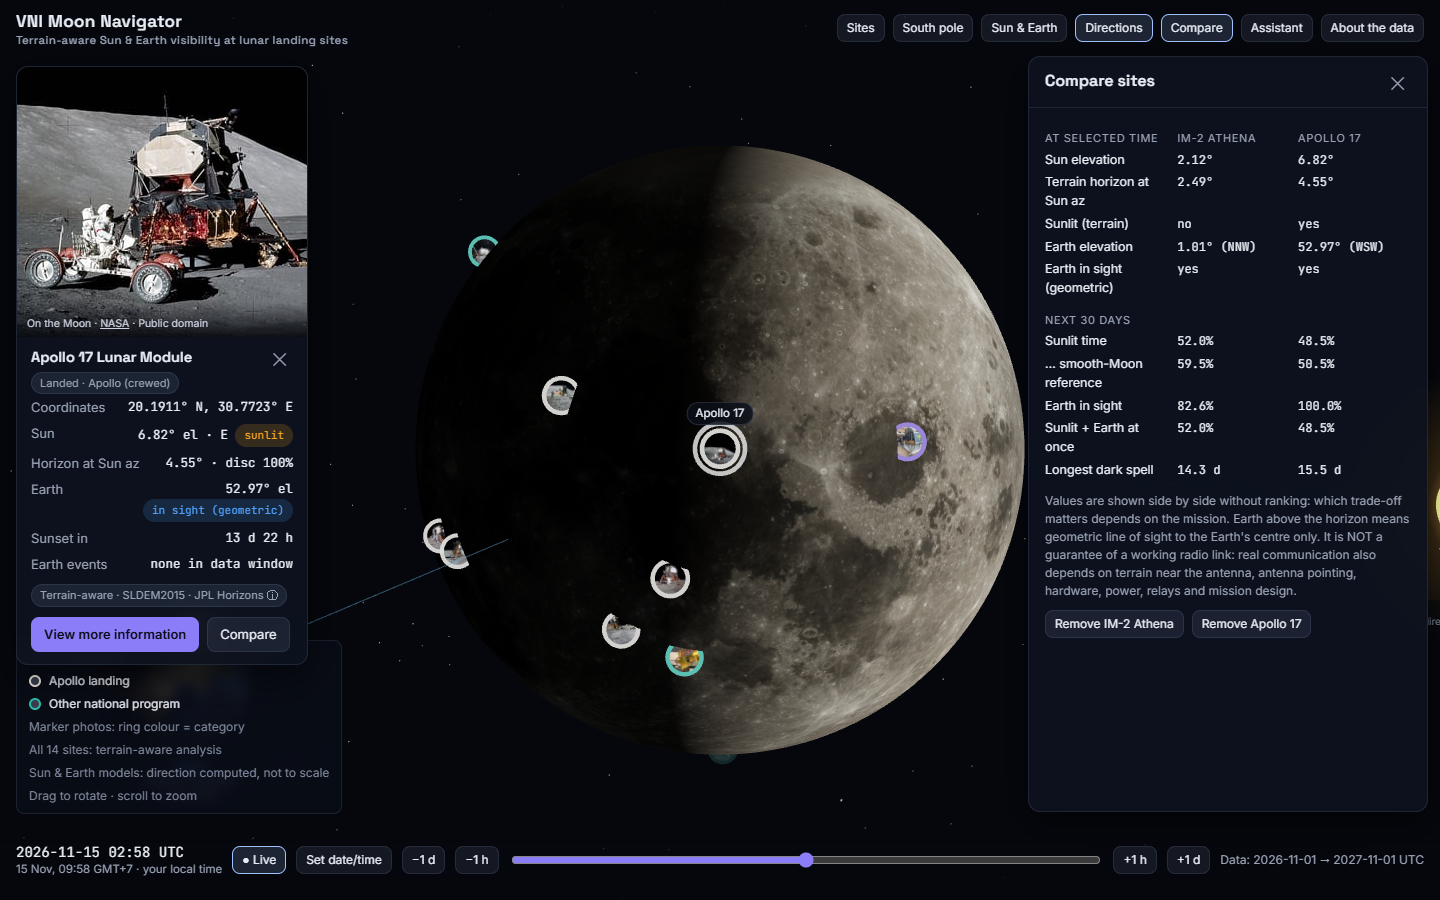 VNI Moon Navigator
Terrain-aware Sun & Earth visibility at lunar landing sites
Sites
South pole
Sun & Earth
Directions
Compare
Assistant
About the data
On the Moon · NASA · Public domain
Apollo 17 Lunar Module
Landed · Apollo (crewed)
Coordinates 20.1911° N, 30.7723° E
Sun 6.82° el · E sunlit
Horizon at Sun az 4.55° · disc 100%
Earth 52.97° el
in sight (geometric)
Sunset in 13 d 22 h
Earth events none in data window
Terrain-aware · SLDEM2015 · JPL Horizons ⓘ
View more information
Compare
Apollo landing
Other national program
Marker photos: ring colour = category
All 14 sites: terrain-aware analysis
Sun & Earth models: direction computed, not to scale
Drag to rotate · scroll to zoom
Apollo 17
Compare sites
AT SELECTED TIME IM-2 ATHENA APOLLO 17
Sun elevation 2.12° 6.82°
Terrain horizon at 2.49° 4.55°
Sun az
Sunlit (terrain) no yes
Earth elevation 1.01° (NNW) 52.97° (WSW)
Earth in sight yes yes
(geometric)
NEXT 30 DAYS
Sunlit time 52.0% 48.5%
... smooth-Moon 59.5% 50.5%
reference
Earth in sight 82.6% 100.0%
Sunlit + Earth at 52.0% 48.5%
once
Longest dark spell 14.3 d 15.5 d
Values are shown side by side without ranking: which trade-off
matters depends on the mission. Earth above the horizon means
geometric line of sight to the Earth's centre only. It is NOT a
guarantee of a working radio link: real communication also
depends on terrain near the antenna, antenna pointing,
hardware, power, relays and mission design.
Remove IM-2 Athena
Remove Apollo 17
2026-11-15 02:58 UTC
15 Nov, 09:58 GMT+7 · your local time
● Live
Set date/time
−1 d
−1 h
+1 h
+1 d
Data: 2026-11-01 → 2027-11-01 UTC